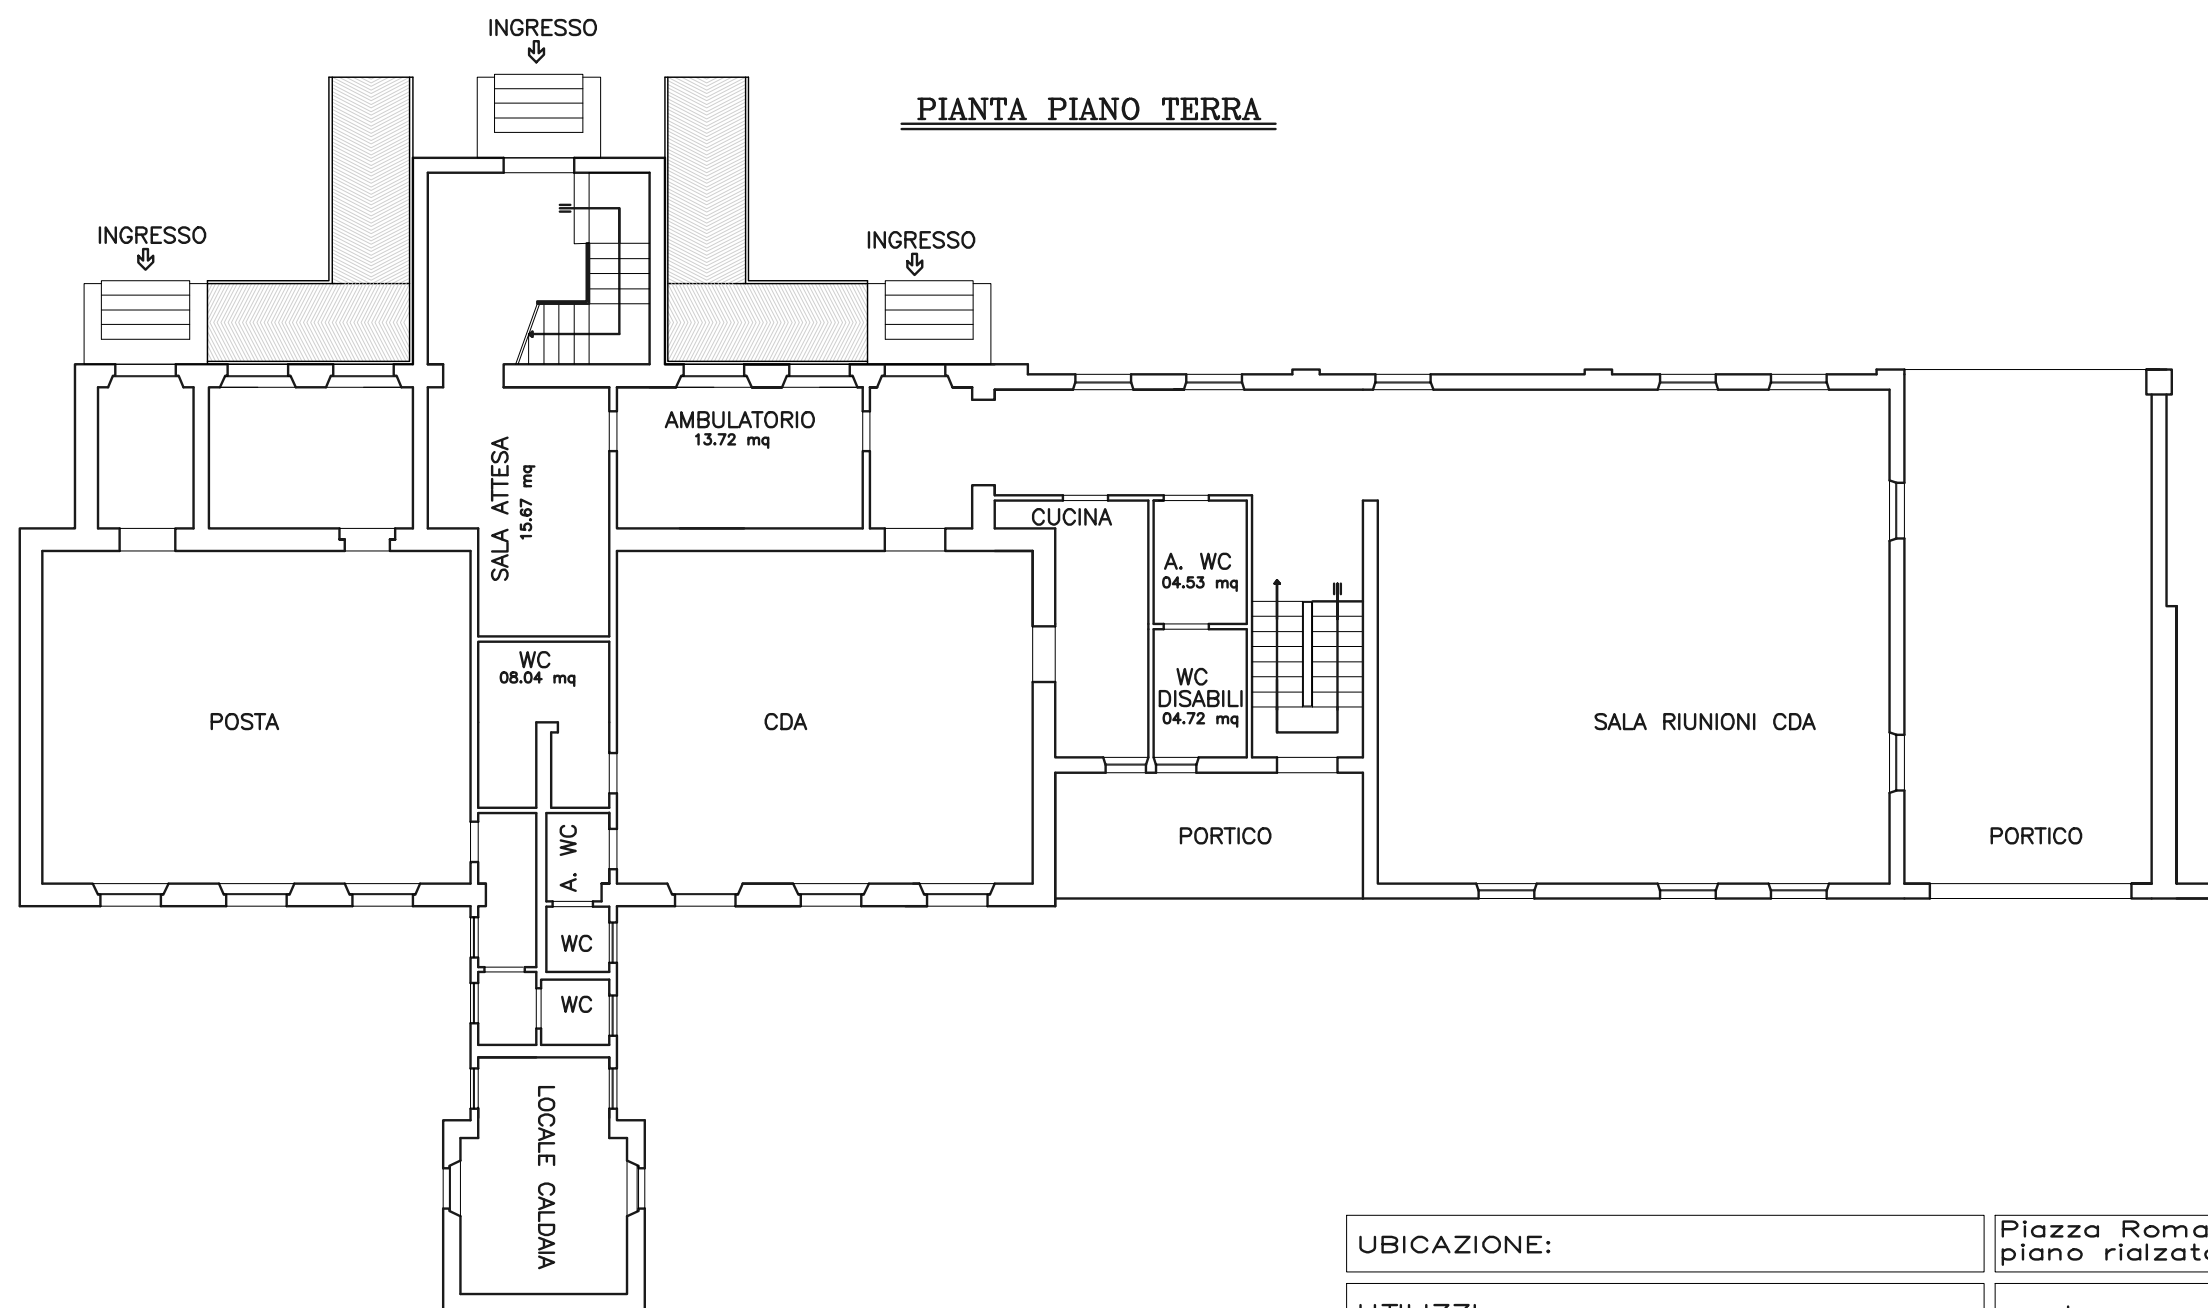 INGRESSO
PIANTA PIANO TERRA
INGRESSO
INGRESSO
AMBULATORIO
13.72 mq
SALA ATTESA
15.67 mq
CUCINA
A. WC
04.53 mq
WC
08.04 mq
WC
DISABILI
04.72 mq
POSTA
CDA
SALA RIUNIONI CDA
A. WC
PORTICO
PORTICO
WC
WC
LOCALE CALDAIA
UBICAZIONE:
Piazza Roma
piano rialzato